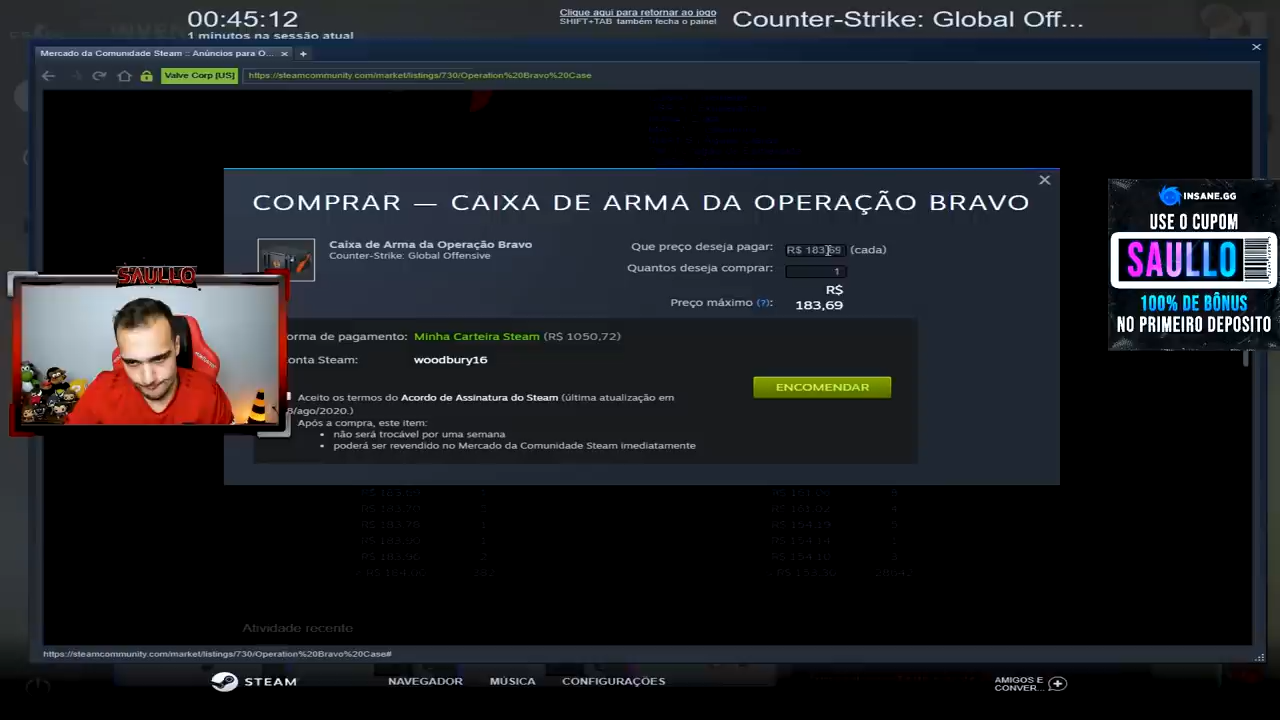 00:45:12
1 minutos na sessão atual
Clique aqui para retornar ao jogo
SHIFT+TAB também fecha o painel
Counter-Strike: Global Off...
Mercado da Comunidade Steam :: Anúncios para O...
Valve Corp [US]
https://steamcommunity.com/market/listings/730/Operation%20Bravo%20Case
COMPRAR — CAIXA DE ARMA DA OPERAÇÃO BRAVO
Caixa de Arma da Operação Bravo
Counter-Strike: Global Offensive
Que preço deseja pagar: R$ 183,69 (cada)
Quantos deseja comprar: 1
Preço máximo (?): R$ 183,69
orma de pagamento: Minha Carteira Steam (R$ 1050,72)
onta Steam: woodbury16
Aceito os termos do Acordo de Assinatura do Steam (última atualização em
8/ago/2020.)
Após a compra, este item:
não será trocável por uma semana
poderá ser revendido no Mercado da Comunidade Steam imediatamente
ENCOMENDAR
INSANE.GG
USE O CUPOM
SAULLO
100% DE BÔNUS
NO PRIMEIRO DEPOSITO
SAULLO
R$ 183,76 1
Atividade recente
https://steamcommunity.com/market/listings/730/Operation%20Bravo%20Case#
STEAM
NAVEGADOR
MÚSICA
CONFIGURAÇÕES
AMIGOS E
CONVER...